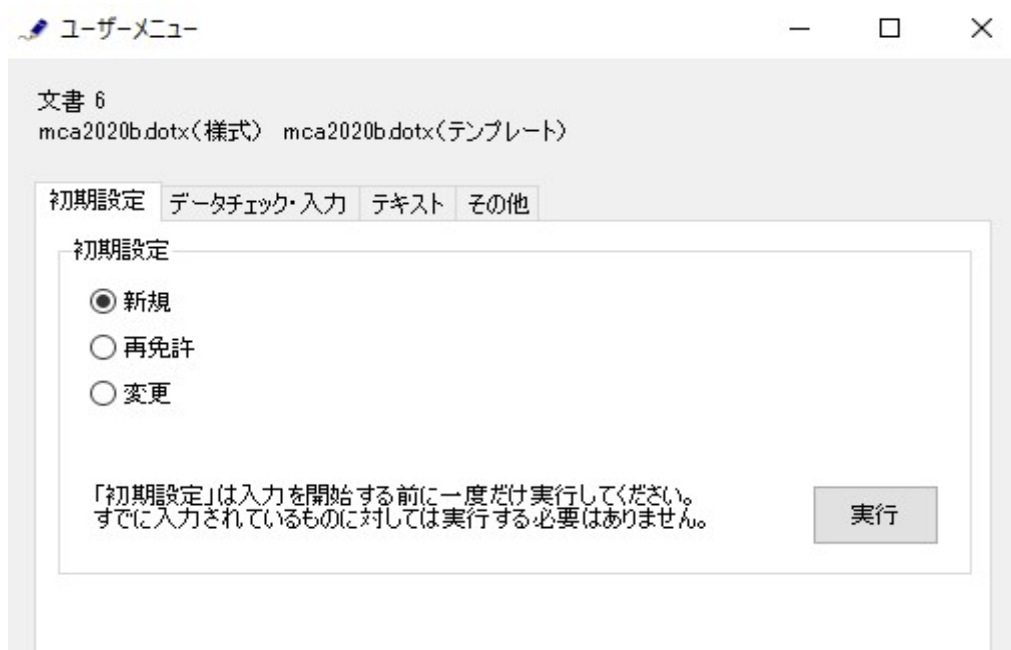 ユーザーメニュー
文書 6
mca2020b.dotx(様式) mca2020b.dotx(テンプレート)
初期設定 データチェック・入力 テキスト その他
初期設定
新規
再免許
変更
「初期設定」は入力を開始する前に一度だけ実行してください。
すでに入力されているものに対しては実行する必要はありません。
実行